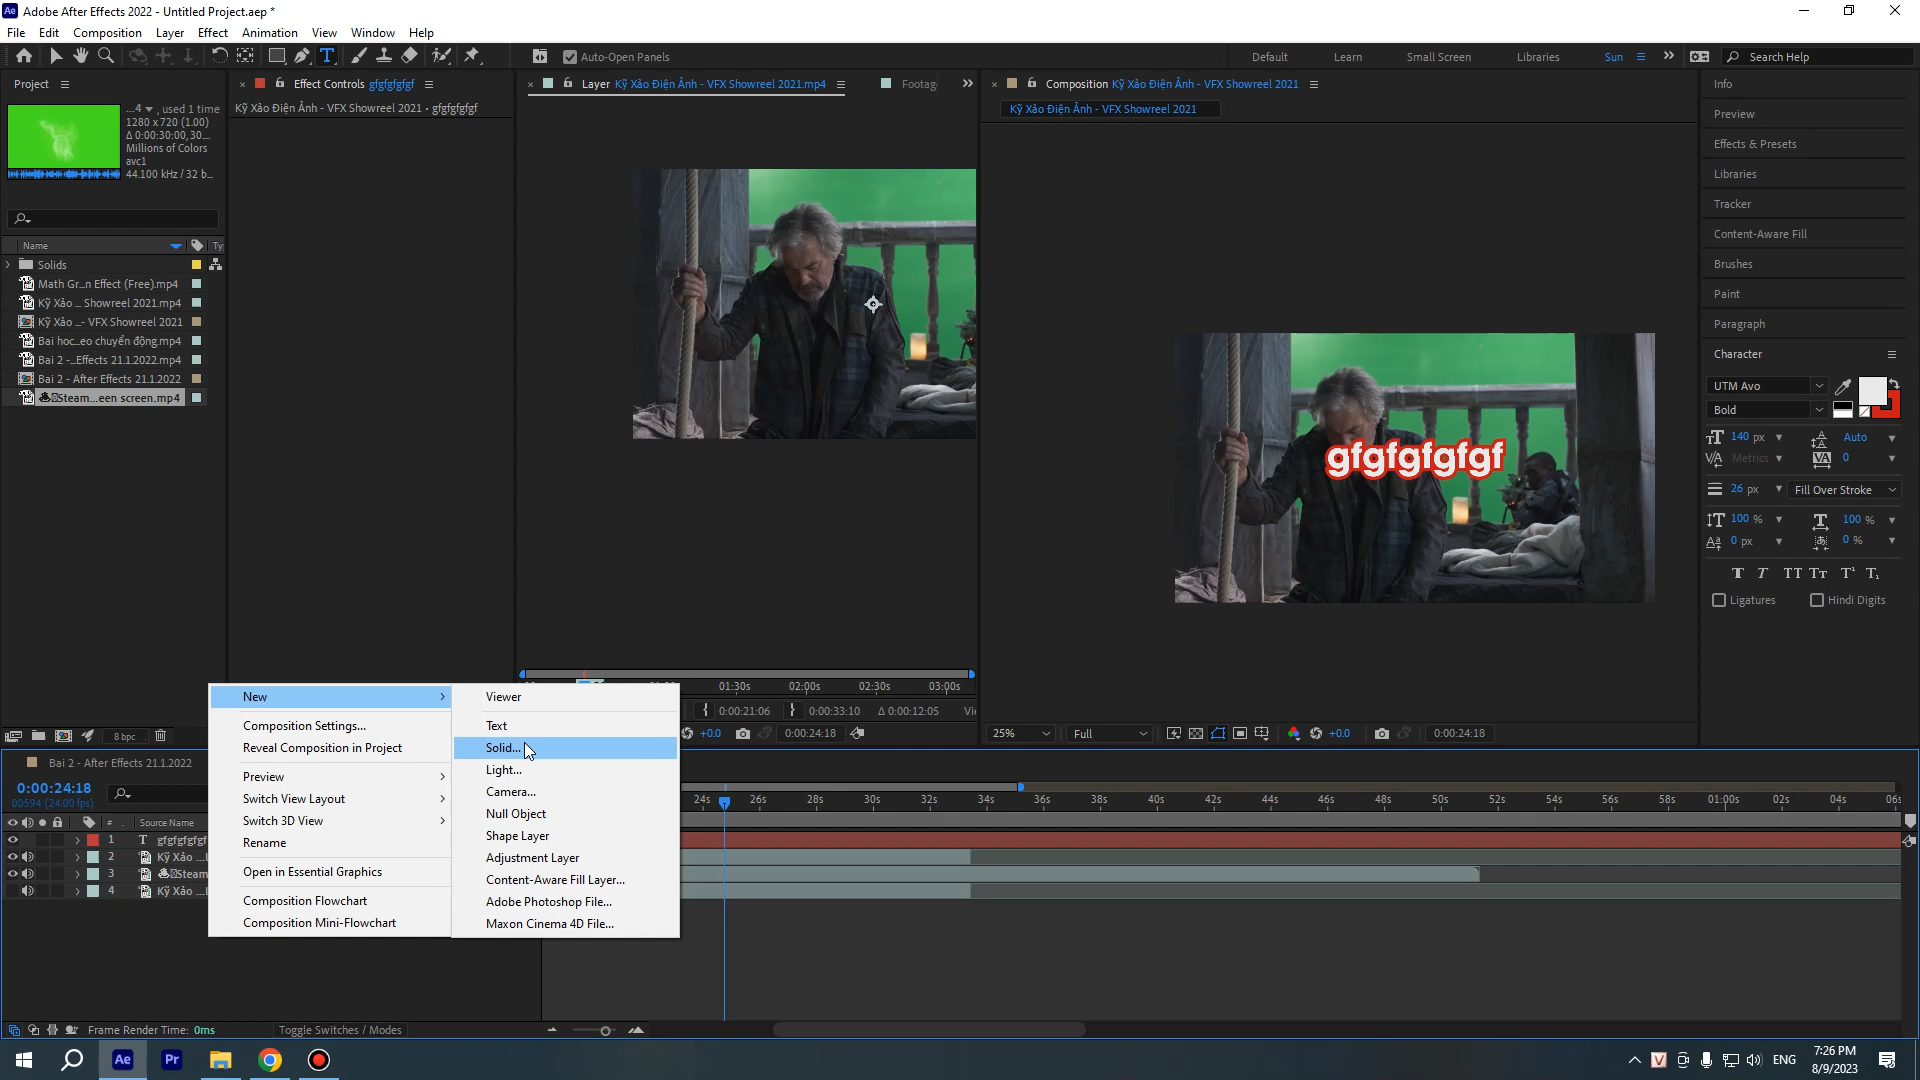 Adobe After Effects 2022 - Untitled Project.aep *
File Edit Composition Layer Effect Animation View Window Help
Auto-Open Panels
Default Learn Small Screen Libraries Sun Search Help
Project
Effect Controls gfgfgfgfgf
Layer Kỹ Xảo Điện Ảnh - VFX Showreel 2021.mp4
Footag
Composition Kỹ Xảo Điện Ảnh - VFX Showreel 2021
Info
...4 , used 1 time
1280 x 720 (1.00)
Δ 0:00:30:00, 30....
Millions of Colors
avc1
44.100 kHz / 32 b...
Kỹ Xảo Điện Ảnh - VFX Showreel 2021 • gfgfgfgfgf
Kỹ Xảo Điện Ảnh - VFX Showreel 2021
Preview
Effects & Presets
Libraries
Tracker
Content-Aware Fill
Brushes
Paint
Paragraph
Character
UTM Avo
Bold
140 px Auto
Metrics 0
26 px Fill Over Stroke
100 % 100 %
0 px 0 %
Ligatures Hindi Digits
Name Ty
Solids
Math Gr...n Effect (Free).mp4
Kỹ Xảo ... Showreel 2021.mp4
Kỹ Xảo ...- VFX Showreel 2021
Bai hoc...eo chuyển động.mp4
Bai 2 -...Effects 21.1.2022.mp4
Bai 2 - After Effects 21.1.2022
Steam...een screen.mp4
gfgfgfgfgf
01:30s 02:00s 02:30s 03:00s
0:00:21:06 0:00:33:10 Δ 0:00:12:05
+0.0 0:00:24:18
25% Full +0.0 0:00:24:18
8 bpc
New
Composition Settings...
Reveal Composition in Project
Preview
Switch View Layout
Switch 3D View
Rename
Open in Essential Graphics
Composition Flowchart
Composition Mini-Flowchart
Viewer
Text
Solid...
Light...
Camera...
Null Object
Shape Layer
Adjustment Layer
Content-Aware Fill Layer...
Adobe Photoshop File...
Maxon Cinema 4D File...
Bai 2 - After Effects 21.1.2022
0:00:24:18
00594 (24.00 fps)
24s 26s 28s 30s 32s 34s 36s 38s 40s 42s 44s 46s 48s 50s 52s 54s 56s 58s 01:00s 02s 04s 06s
# Source Name
1 T gfgfgfgfgf
2 Kỹ Xảo ...
3 Steam
4 Kỹ Xảo ...
Frame Render Time: 0ms Toggle Switches / Modes
Ae Pr
ENG
7:26 PM
8/9/2023